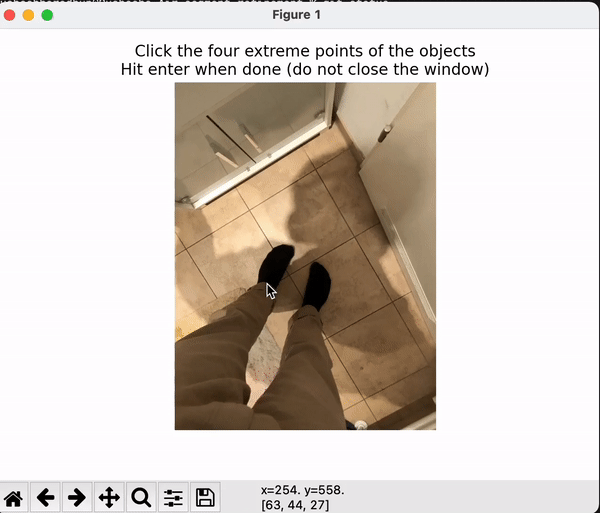 Figure 1
Click the four extreme points of the objects
Hit enter when done (do not close the window)
x=254. y=558.
[63, 44, 27]